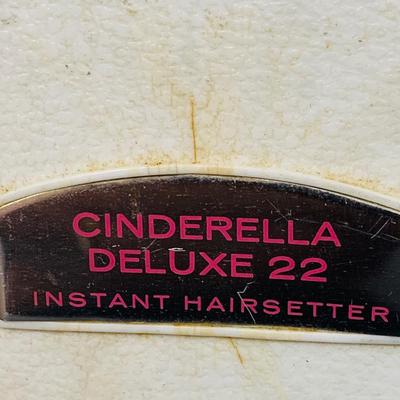 CINDERELLA
DELUXE 22
INSTANT HAIRSETTER